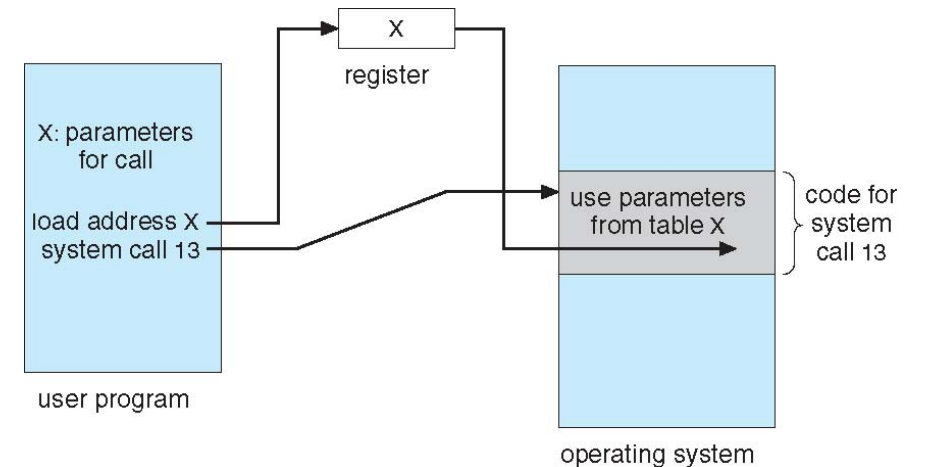 X
register
X: parameters
for call
load address X
system call 13
user program
use parameters
from table X
code for
system
call 13
operating system